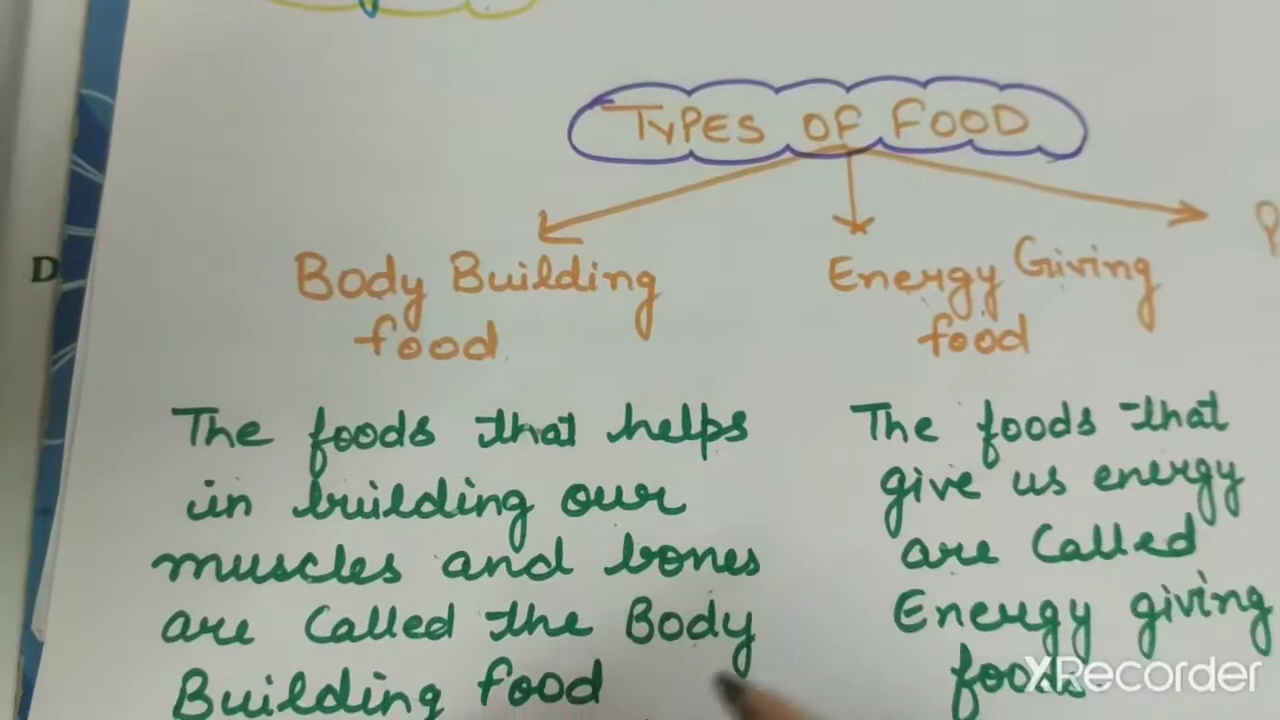 TYPES OF FOOD
Body Building
food
Energy Giving
food
P
The foods that helps
in building our
muscles and bones
are called the Body
Building food
The foods that
give us energy
are called
Energy giving
foods
D
XRecorder